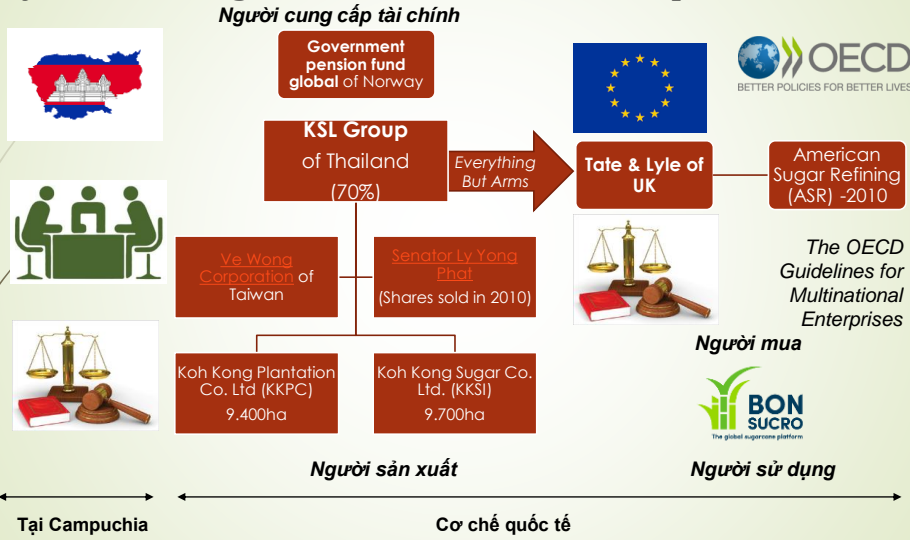 Người cung cấp tài chính
Government
pension fund
global of Norway
OECD
BETTER POLICIES FOR BETTER LIVES
KSL Group
of Thailand
(70%)
Everything
But Arms
Tate & Lyle of
UK
American
Sugar Refining
(ASR) -2010
Ve Wong
Corporation of
Taiwan
Senator Ly Yong
Phat
(Shares sold in 2010)
The OECD
Guidelines for
Multinational
Enterprises
Người mua
Koh Kong Plantation
Co. Ltd (KKPC)
9.400ha
Koh Kong Sugar Co.
Ltd. (KKSI)
9.700ha
BON
SUCRO
The global sugarcane platform
Người sản xuất
Người sử dụng
Tại Campuchia
Cơ chế quốc tế